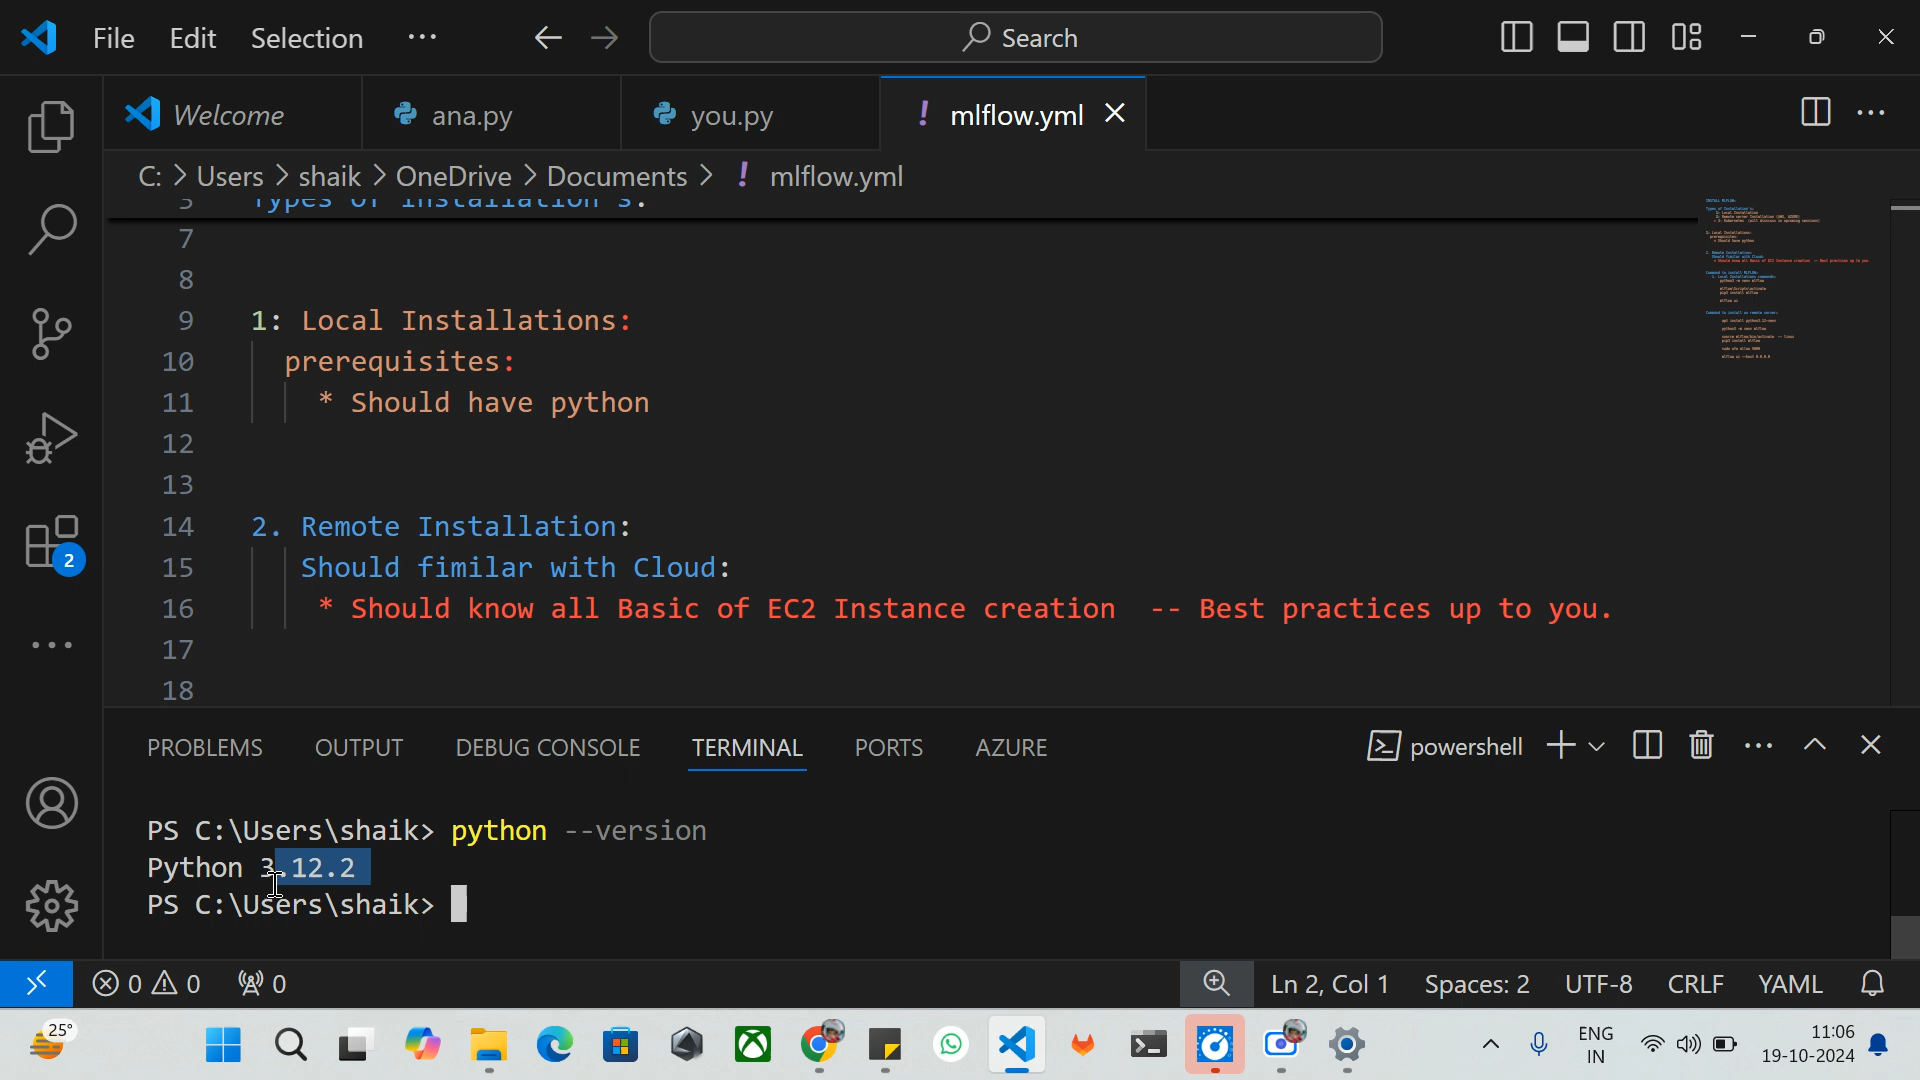 File Edit Selection ··· Search
Welcome ana.py you.py ! mlflow.yml
C: > Users > shaik > OneDrive > Documents > ! mlflow.yml
5 Types of Installation's:
7
8
9 1: Local Installations:
10 prerequisites:
11 * Should have python
12
13
14 2. Remote Installation:
15 Should fimilar with Cloud:
16 * Should know all Basic of EC2 Instance creation -- Best practices up to you.
17
18
2
PROBLEMS OUTPUT DEBUG CONSOLE TERMINAL PORTS AZURE powershell
PS C:\Users\shaik> python --version
Python 3.12.2
PS C:\Users\shaik>
0 0 0 Ln 2, Col 1 Spaces: 2 UTF-8 CRLF YAML
25° ENG 11:06
IN 19-10-2024